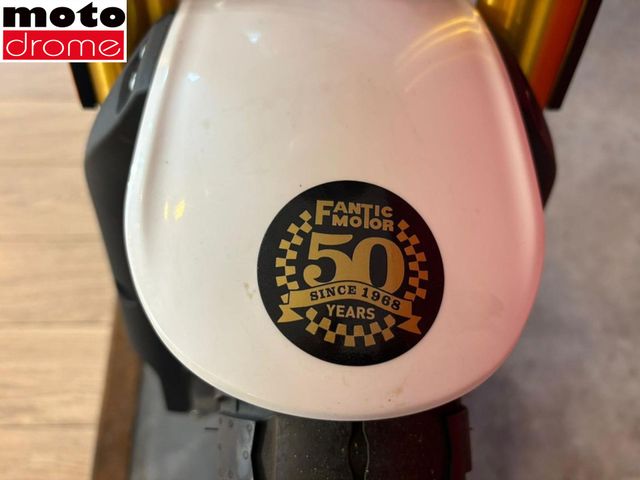 moto
drome
FANTIC
MOTOR
50
SINCE 1968
YEARS